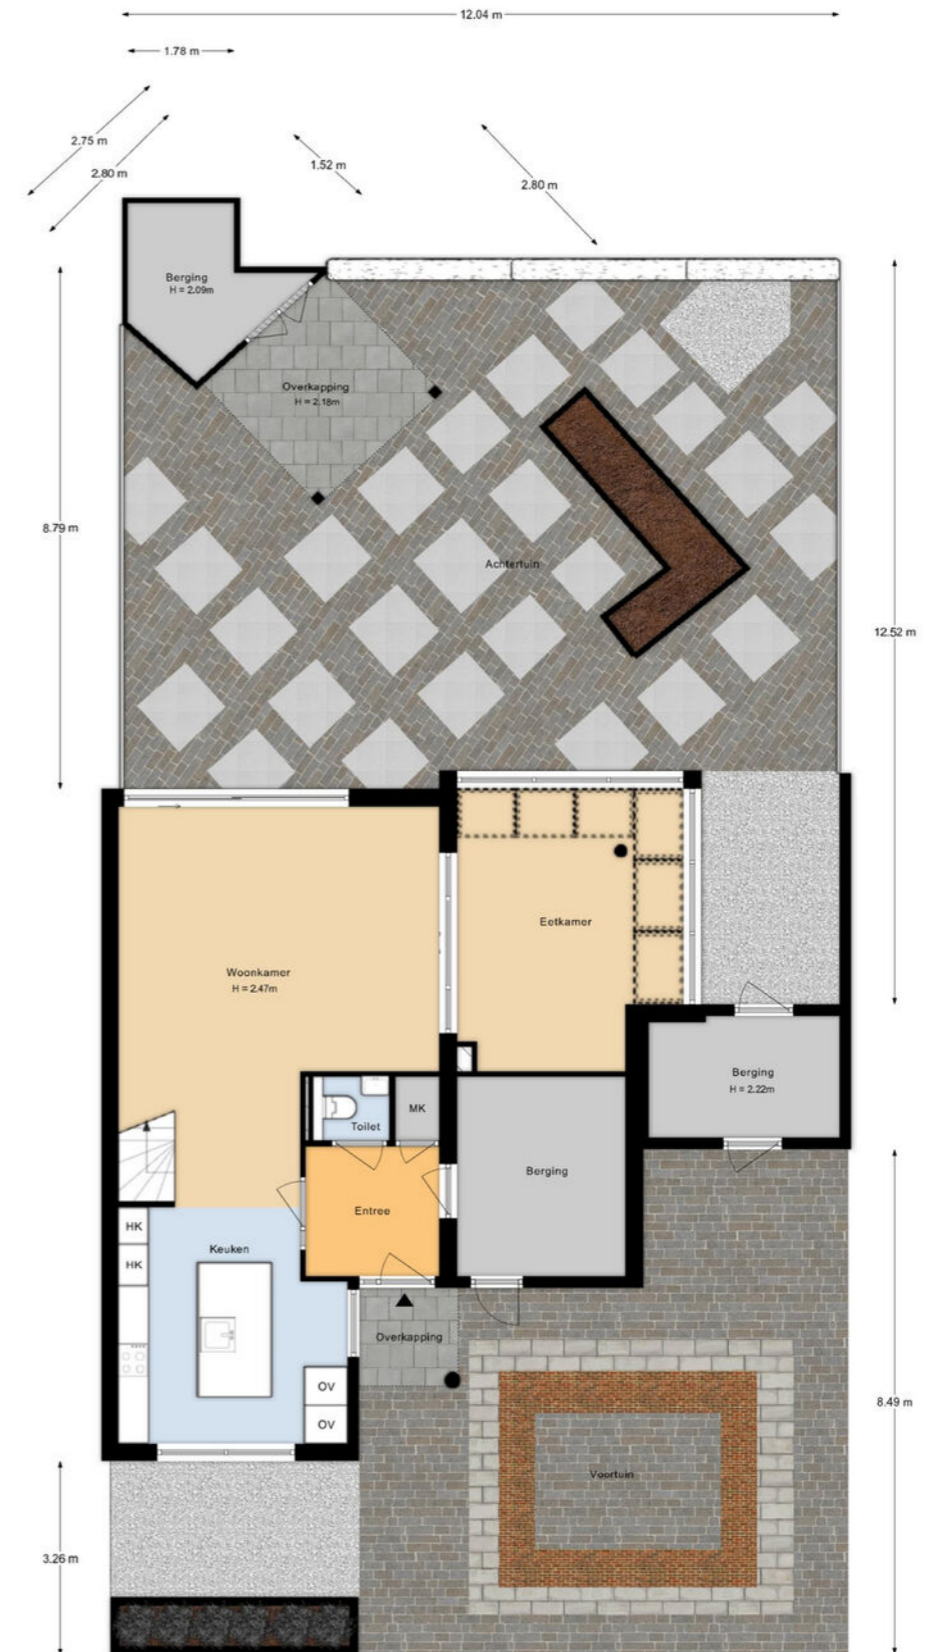 12.04 m
1.78 m
2.75 m
2.80 m
1.52 m
2.80 m
Berging
H = 2.09m
Overkapping
H = 2.18m
8.79 m
Achtertuin
12.52 m
Eetkamer
Woonkamer
H = 2.47m
Berging
H = 2.22m
MK
Toilet
Berging
Entree
HK
Keuken
HK
Overkapping
OV
8.49 m
OV
Voortuin
3.26 m